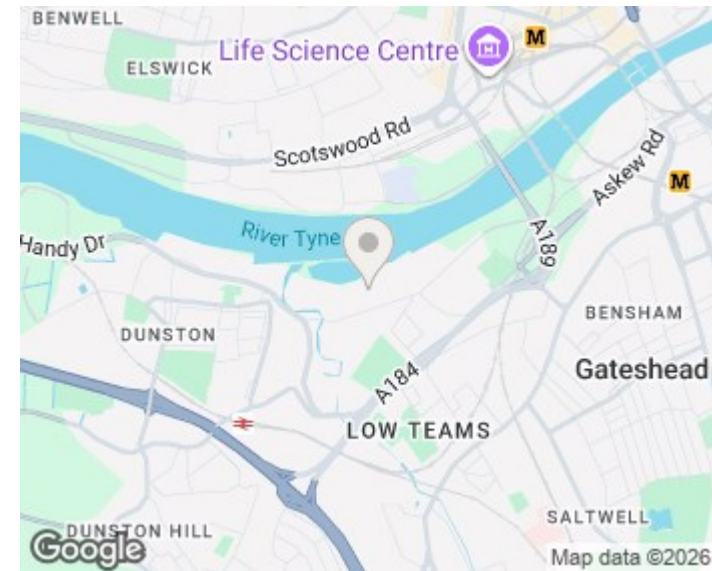 BENWELL
Life Science Centre
M
ELSWICK
Scotswood Rd
Askew Rd
M
River Tyne
Handy Dr
A189
BENSHAM
DUNSTON
Gateshead
A184
LOW TEAMS
SALTWELL
DUNSTON HILL
Google
Map data ©2026